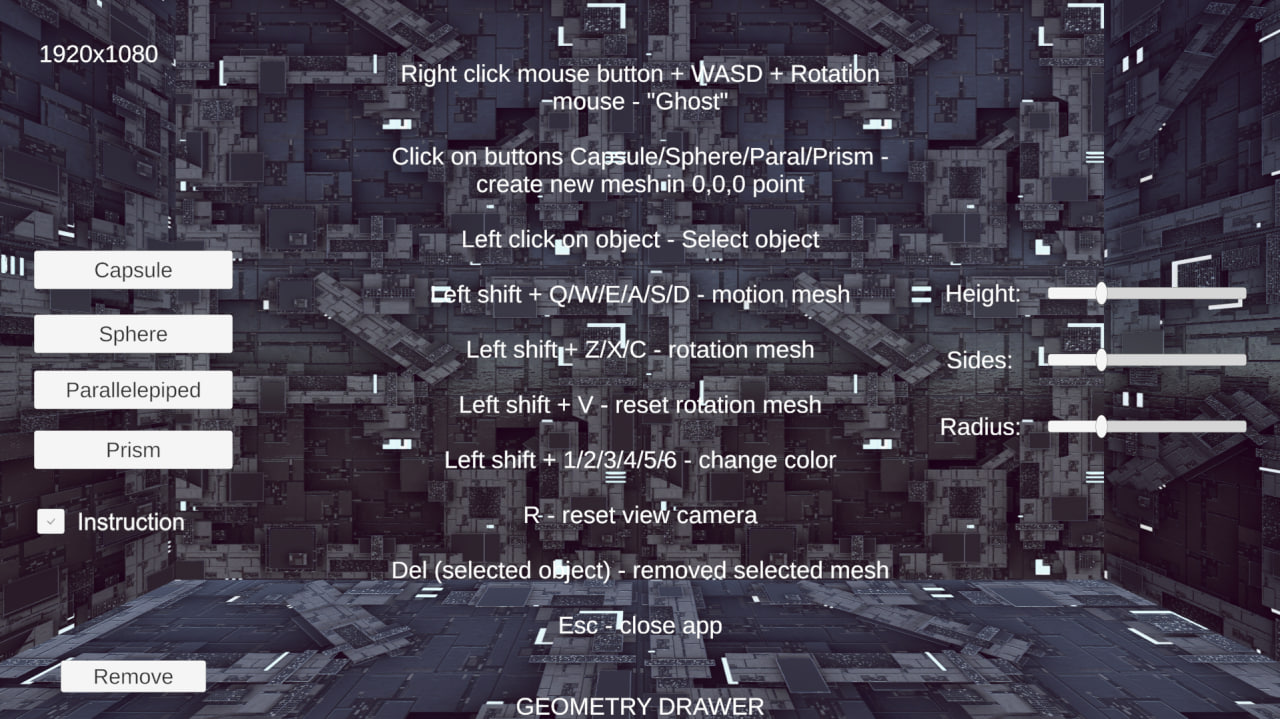 1920x1080
Right click mouse button + WASD + Rotation
mouse - "Ghost"
Click on buttons Capsule/Sphere/Paral/Prism -
create new mesh in 0,0,0 point
Left click on object - Select object
Left shift + Q/W/E/A/S/D - motion mesh
Left shift + Z/X/C - rotation mesh
Left shift + V - reset rotation mesh
Left shift + 1/2/3/4/5/6 - change color
R - reset view camera
Del (selected object) - removed selected mesh
Esc - close app
GEOMETRY DRAWER
Capsule
Sphere
Parallelepiped
Prism
Instruction
Remove
Height:
Sides:
Radius: